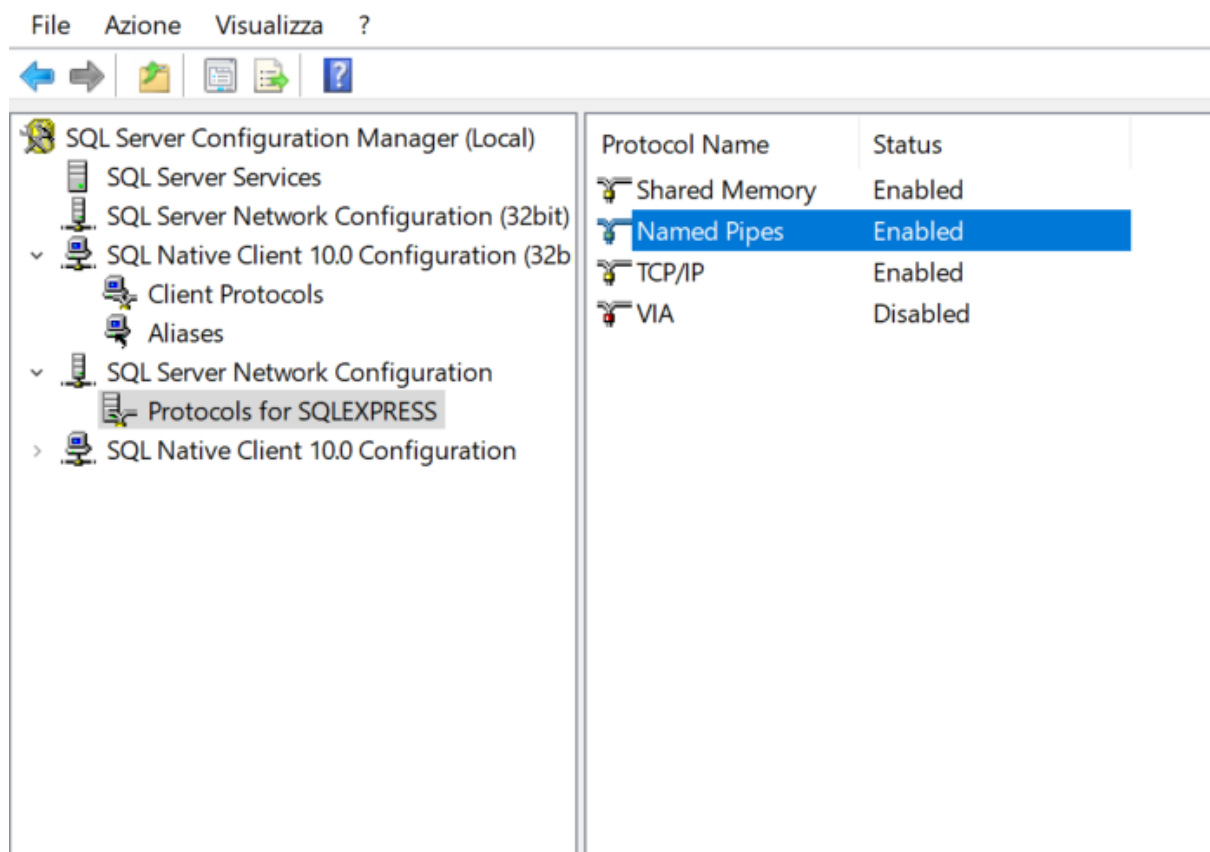 File Azione Visualizza ?
SQL Server Configuration Manager (Local)
SQL Server Services
SQL Server Network Configuration (32bit)
SQL Native Client 10.0 Configuration (32b
Client Protocols
Aliases
SQL Server Network Configuration
Protocols for SQLEXPRESS
SQL Native Client 10.0 Configuration
Protocol Name Status
Shared Memory Enabled
Named Pipes Enabled
TCP/IP Enabled
VIA Disabled